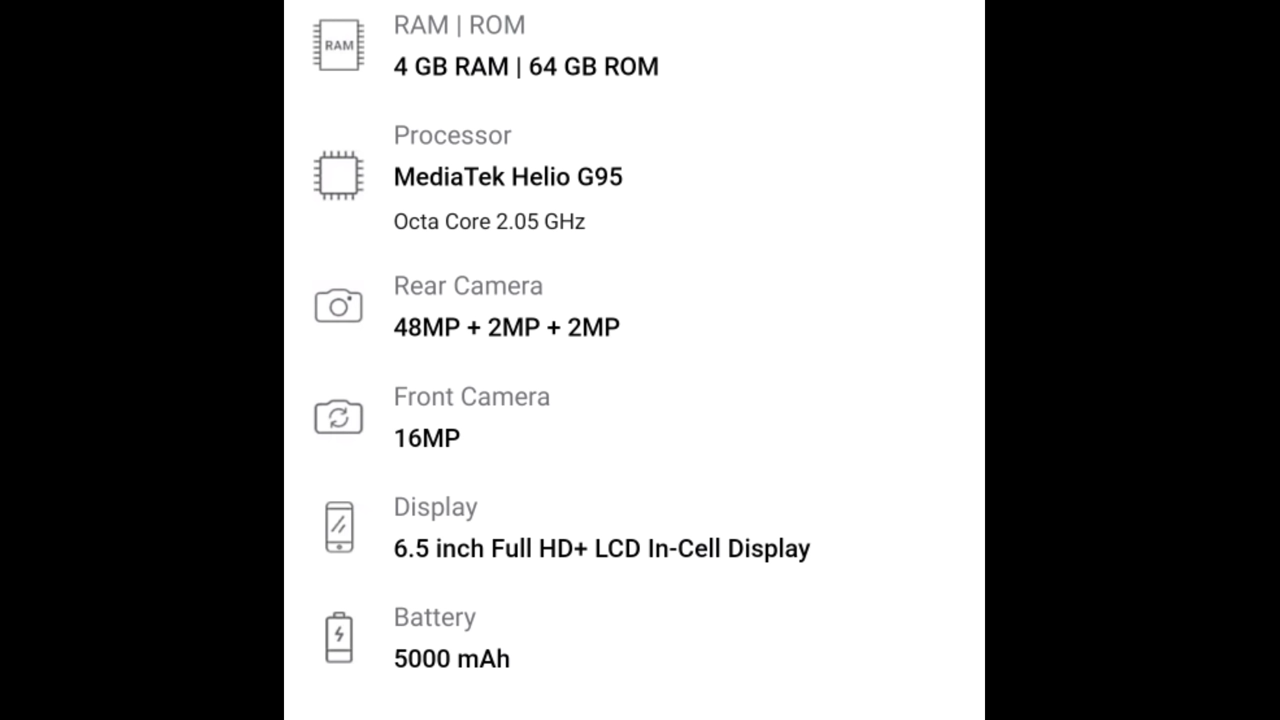 RAM
RAM | ROM
4 GB RAM | 64 GB ROM
Processor
MediaTek Helio G95
Octa Core 2.05 GHz
Rear Camera
48MP + 2MP + 2MP
Front Camera
16MP
Display
6.5 inch Full HD+ LCD In-Cell Display
Battery
5000 mAh